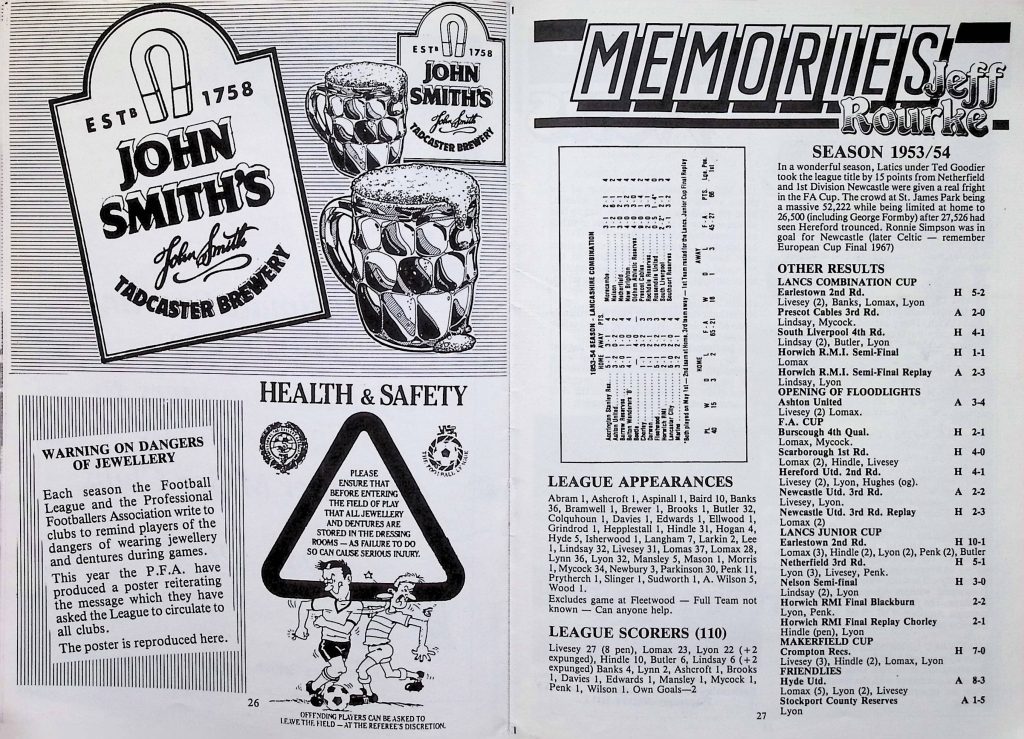 ESTᴮ 1758
JOHN
SMITH'S
John Smith
TADCASTER BREWERY
ESTᴮ 1758
JOHN
SMITH'S
John Smith
TADCASTER BREWERY
WARNING ON DANGERS
OF JEWELLERY
Each season the Football
League and the Professional
Footballers Association write to
clubs to remind players of the
dangers of wearing jewellery
and dentures during games.
This year the P.F.A. have
produced a poster reiterating
the message which they have
asked the League to circulate to
all clubs.
The poster is reproduced here.
HEALTH & SAFETY
THE FOOTBALL LEAGUE
PLEASE
ENSURE THAT
BEFORE ENTERING
THE FIELD OF PLAY
THAT ALL JEWELLERY
AND DENTURES ARE
STORED IN THE DRESSING
ROOMS — AS FAILURE TO DO
SO CAN CAUSE SERIOUS INJURY.
OFFENDING PLAYERS CAN BE ASKED TO
LEAVE THE FIELD — AT THE REFEREE'S DISCRETION.
26
MEMORIES
Jeff
Rourke
1953-54 SEASON - LANCASHIRE COMBINATION
HOME AWAY PTS.
LEAGUE APPEARANCES
Abram 1, Ashcroft 1, Aspinall 1, Baird 10, Banks
36, Bramwell 1, Brewer 1, Brooks 1, Butler 32,
Colquhoun 1, Davies 1, Edwards 1, Ellwood 1,
Grindrod 1, Hepplestall 1, Hindle 31, Hogan 4,
Hyde 5, Isherwood 1, Langham 7, Larkin 2, Lee
1, Lindsay 32, Livesey 31, Lomas 37, Lomax 28,
Lynn 36, Lyon 32, Mansley 5, Mason 1, Morris
1, Mycock 34, Newbury 3, Parkinson 30, Penk 11,
Prytherch 1, Slinger 1, Sudworth 1, A. Wilson 5,
Wood 1.
Excludes game at Fleetwood — Full Team not
known — Can anyone help.
LEAGUE SCORERS (110)
Livesey 27 (8 pen), Lomax 23, Lyon 22 (+2
expunged), Hindle 10, Butler 6, Lindsay 6 (+2
expunged) Banks 4, Lynn 2, Ashcroft 1, Brooks
1, Davies 1, Edwards 1, Mansley 1, Mycock 1,
Penk 1, Wilson 1. Own Goals—2
SEASON 1953/54
In a wonderful season, Latics under Ted Goodier
took the league title by 15 points from Netherfield
and 1st Division Newcastle were given a real fright
in the FA Cup. The crowd at St. James Park being
a massive 52,222 while being limited at home to
26,500 (including George Formby) after 27,526 had
seen Hereford trounced. Ronnie Simpson was in
goal for Newcastle (later Celtic — remember
European Cup Final 1967)
OTHER RESULTS
LANCS COMBINATION CUP
Earlestown 2nd Rd. H 5-2
Livesey (2), Banks, Lomax, Lyon
Prescot Cables 3rd Rd. A 2-0
Lindsay, Mycock.
South Liverpool 4th Rd. H 4-1
Lindsay (2), Butler, Lyon
Horwich R.M.I. Semi-Final H 1-1
Lomax
Horwich R.M.I. Semi-Final Replay A 2-3
Lindsay, Lyon
OPENING OF FLOODLIGHTS
Ashton United A 3-4
Livesey (2) Lomax.
F.A. CUP
Burscough 4th Qual. H 2-1
Lomax, Mycock.
Scarborough 1st Rd. H 4-0
Lomax (2), Hindle, Livesey
Hereford Utd. 2nd Rd. H 4-1
Livesey (2), Lyon, Hughes (og).
Newcastle Utd. 3rd Rd. A 2-2
Livesey, Lyon.
Newcastle Utd. 3rd Rd. Replay H 2-3
Lomax (2)
LANCS JUNIOR CUP
Earlestown 2nd Rd. H 10-1
Lomax (3), Hindle (2), Lyon (2), Penk (2), Butler
Netherfield 3rd Rd. H 5-1
Lyon (3), Livesey, Penk.
Nelson Semi-final H 3-0
Lindsay (2), Lyon
Horwich RMI Final Blackburn 2-2
Lyon, Penk.
Horwich RMI Final Replay Chorley 2-1
Hindle (pen), Lyon
MAKERFIELD CUP
Crompton Recs. H 7-0
Livesey (3), Hindle (2), Lomax, Lyon
FRIENDLIES
Hyde Utd. A 8-3
Lomax (5), Lyon (2), Livesey
Stockport County Reserves A 1-5
Lyon
27